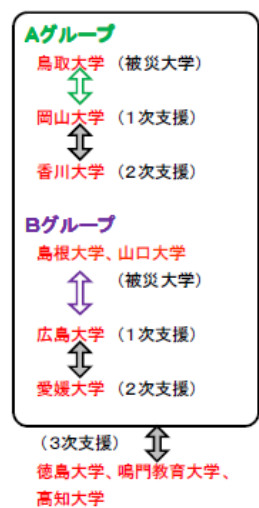 Aグループ
鳥取大学（被災大学）
岡山大学（1次支援）
香川大学（2次支援）
Bグループ
島根大学、山口大学
（被災大学）
広島大学（1次支援）
愛媛大学（2次支援）
（3次支援）
徳島大学、鳴門教育大学、
高知大学